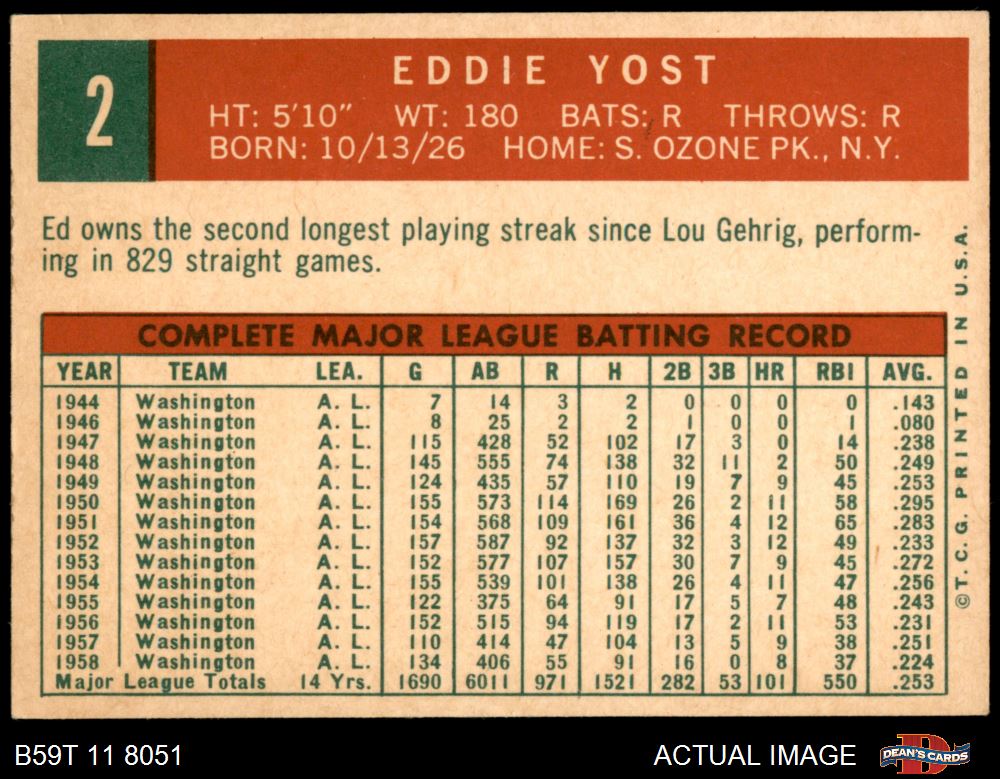 2
EDDIE YOST
HT: 5'10" WT: 180 BATS: R THROWS: R
BORN: 10/13/26 HOME: S. OZONE PK., N.Y.
Ed owns the second longest playing streak since Lou Gehrig, perform-
ing in 829 straight games.
COMPLETE MAJOR LEAGUE BATTING RECORD
YEAR TEAM LEA. G AB R H 2B 3B HR RBI AVG.
1944 Washington A. L. 7 14 3 2 0 0 0 0 .143
1946 Washington A. L. 8 25 2 2 1 0 0 1 .080
1947 Washington A. L. 115 428 52 102 17 3 0 14 .238
1948 Washington A. L. 145 555 74 138 32 11 2 50 .249
1949 Washington A. L. 124 435 57 110 19 7 9 45 .253
1950 Washington A. L. 155 573 114 169 26 2 11 58 .295
1951 Washington A. L. 154 568 109 161 36 4 12 65 .283
1952 Washington A. L. 157 587 92 137 32 3 12 49 .233
1953 Washington A. L. 152 577 107 157 30 7 9 45 .272
1954 Washington A. L. 155 539 101 138 26 4 11 47 .256
1955 Washington A. L. 122 375 64 91 17 5 7 48 .243
1956 Washington A. L. 152 515 94 119 17 2 11 53 .231
1957 Washington A. L. 110 414 47 104 13 5 9 38 .251
1958 Washington A. L. 134 406 55 91 16 0 8 37 .224
Major League Totals 14 Yrs. 1690 6011 971 1521 282 53 101 550 .253
© T. C. G. PRINTED IN U.S.A.
B59T 11 8051
ACTUAL IMAGE
DEAN'S CARDS